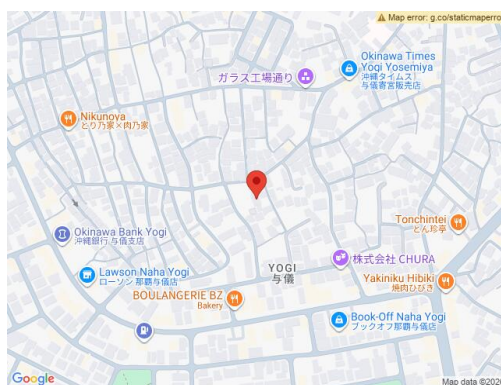 Map error: g.co/staticmaperro
Okinawa Times
Yogi Yosemiya
沖縄タイムス
与儀寄宮販売店
ガラス工場通り
Nikunoya
とり乃家×肉乃家
Tonchintei
とん珍亭
Okinawa Bank Yogi
沖縄銀行 与儀支店
YOGI
与儀
株式会社 CHURA
Lawson Naha Yogi
ローソン 那覇与儀店
Yakiniku Hibiki
焼肉ひびき
BOULANGERIE BZ
Bakery
Book-Off Naha Yogi
ブックオフ那覇与儀店
Google
Map data ©202